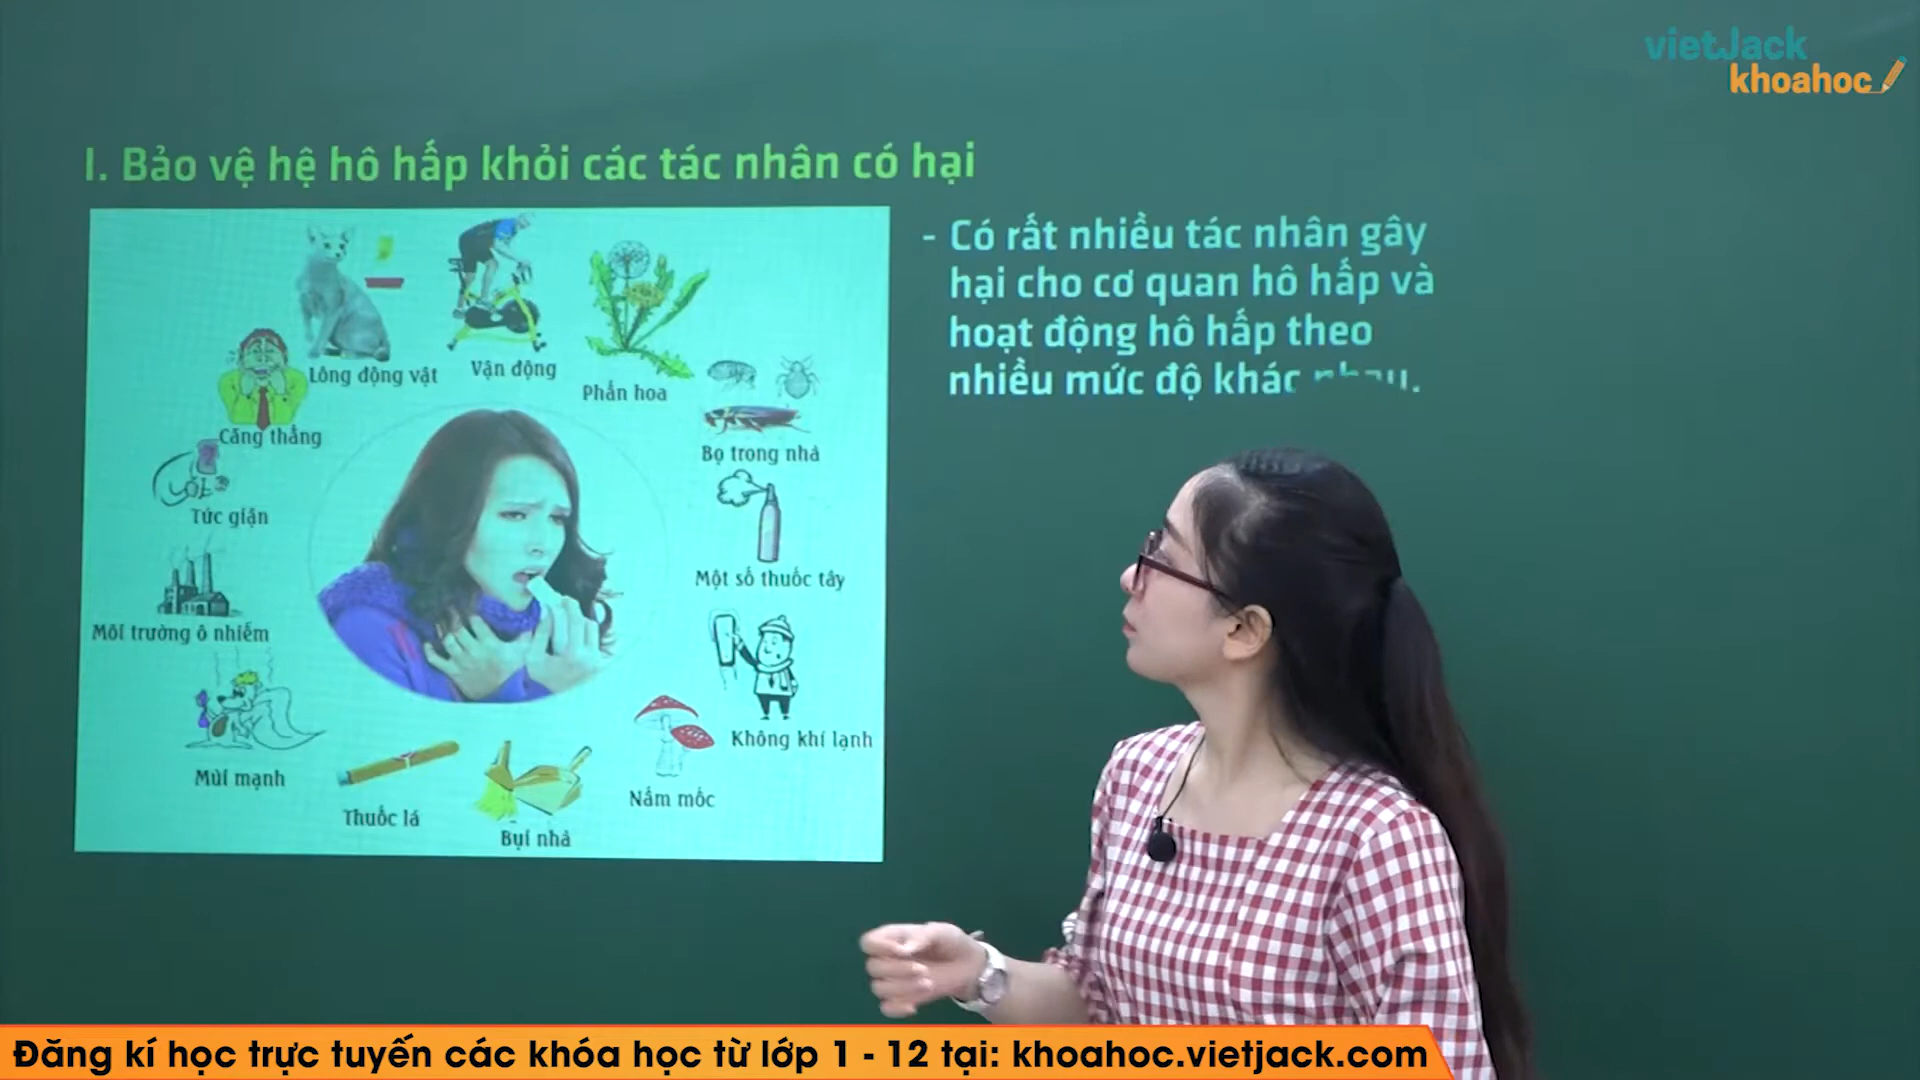 vietJack
khoahoc
I. Bảo vệ hệ hô hấp khỏi các tác nhân có hại
- Có rất nhiều tác nhân gây
hại cho cơ quan hô hấp và
hoạt động hô hấp theo
nhiều mức độ khác nhau.
Lông động vật
Vận động
Phấn hoa
Căng thẳng
Bọ trong nhà
Tức giận
Một số thuốc tây
Môi trường ô nhiễm
Không khí lạnh
Mùi mạnh
Nấm mốc
Thuốc lá
Bụi nhà
Đăng kí học trực tuyến các khóa học từ lớp 1 - 12 tại: khoahoc.vietjack.com